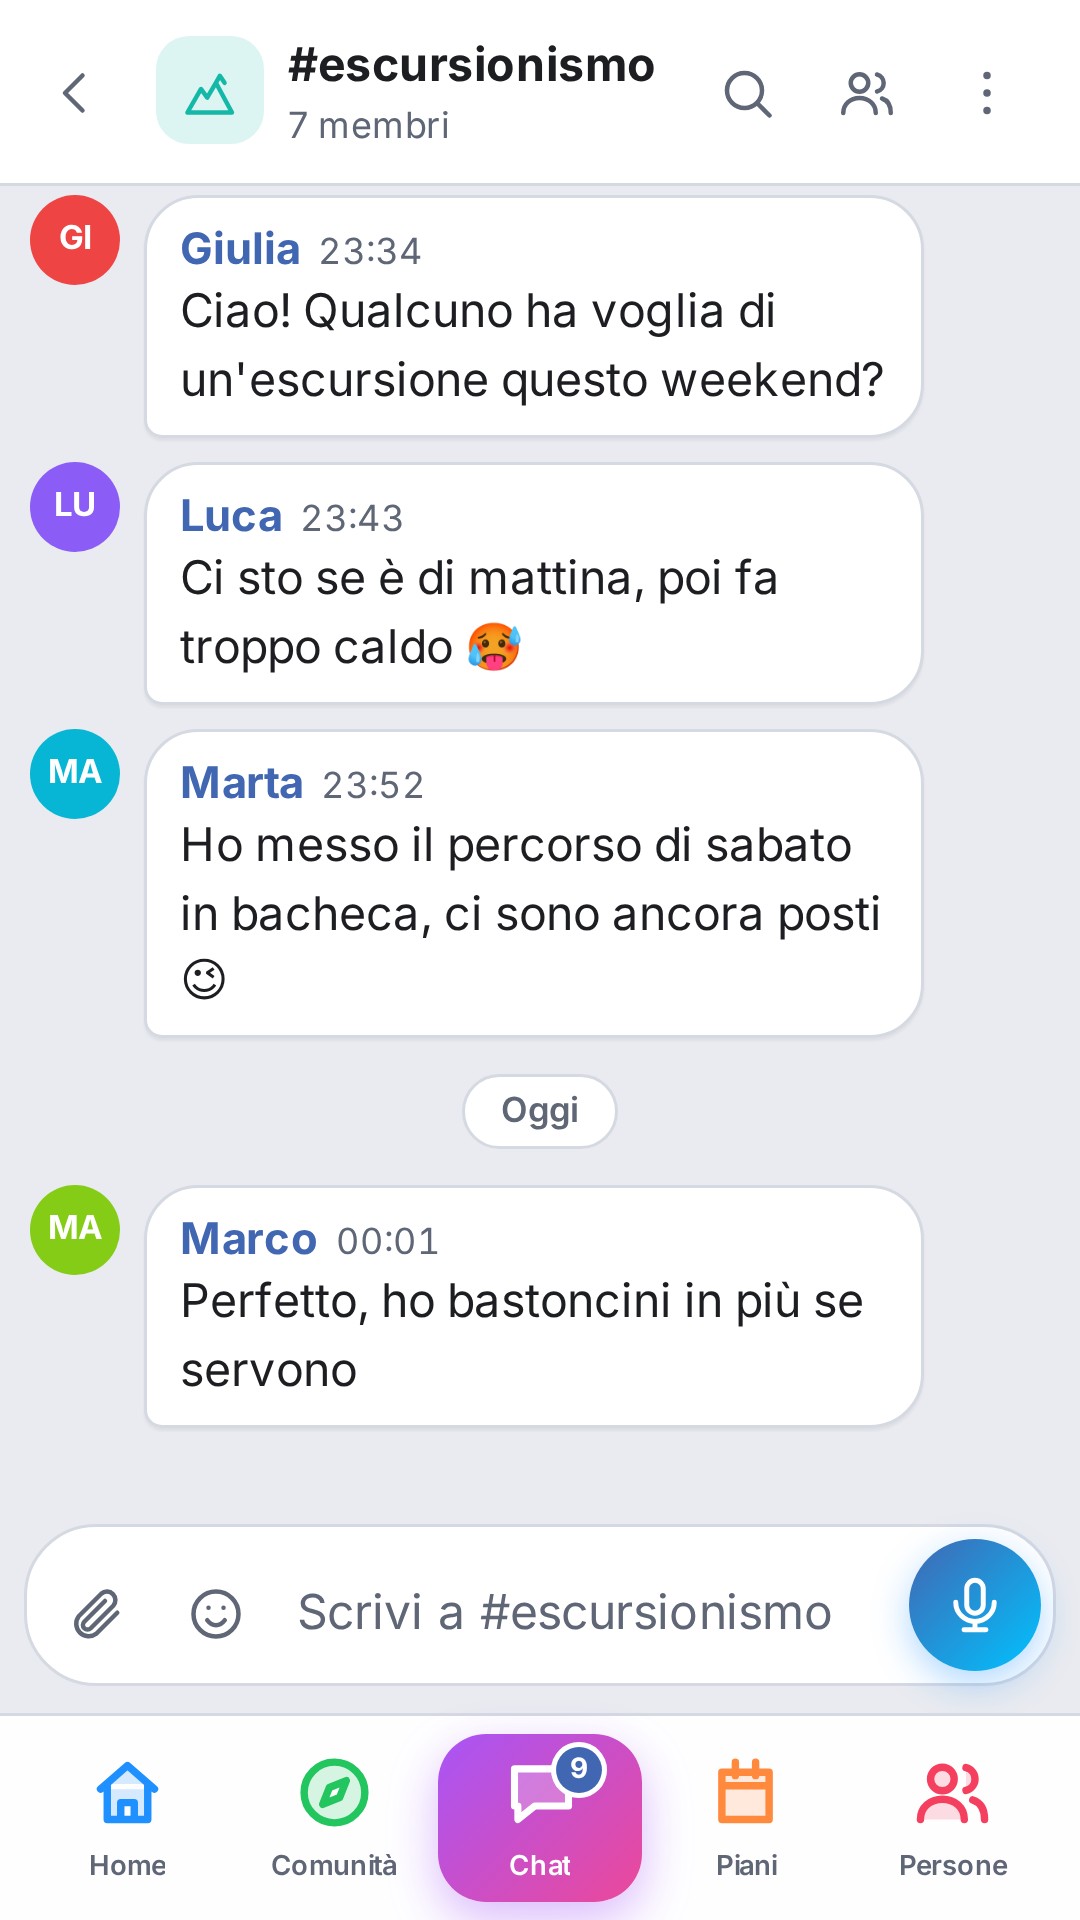 #escursionismo
7 membri
GI
Giulia 23:34
Ciao! Qualcuno ha voglia di
un'escursione questo weekend?
LU
Luca 23:43
Ci sto se è di mattina, poi fa
troppo caldo 🥵
MA
Marta 23:52
Ho messo il percorso di sabato
in bacheca, ci sono ancora posti
😉
Oggi
MA
Marco 00:01
Perfetto, ho bastoncini in più se
servono
Scrivi a #escursionismo
9
Home
Comunità
Chat
Piani
Persone